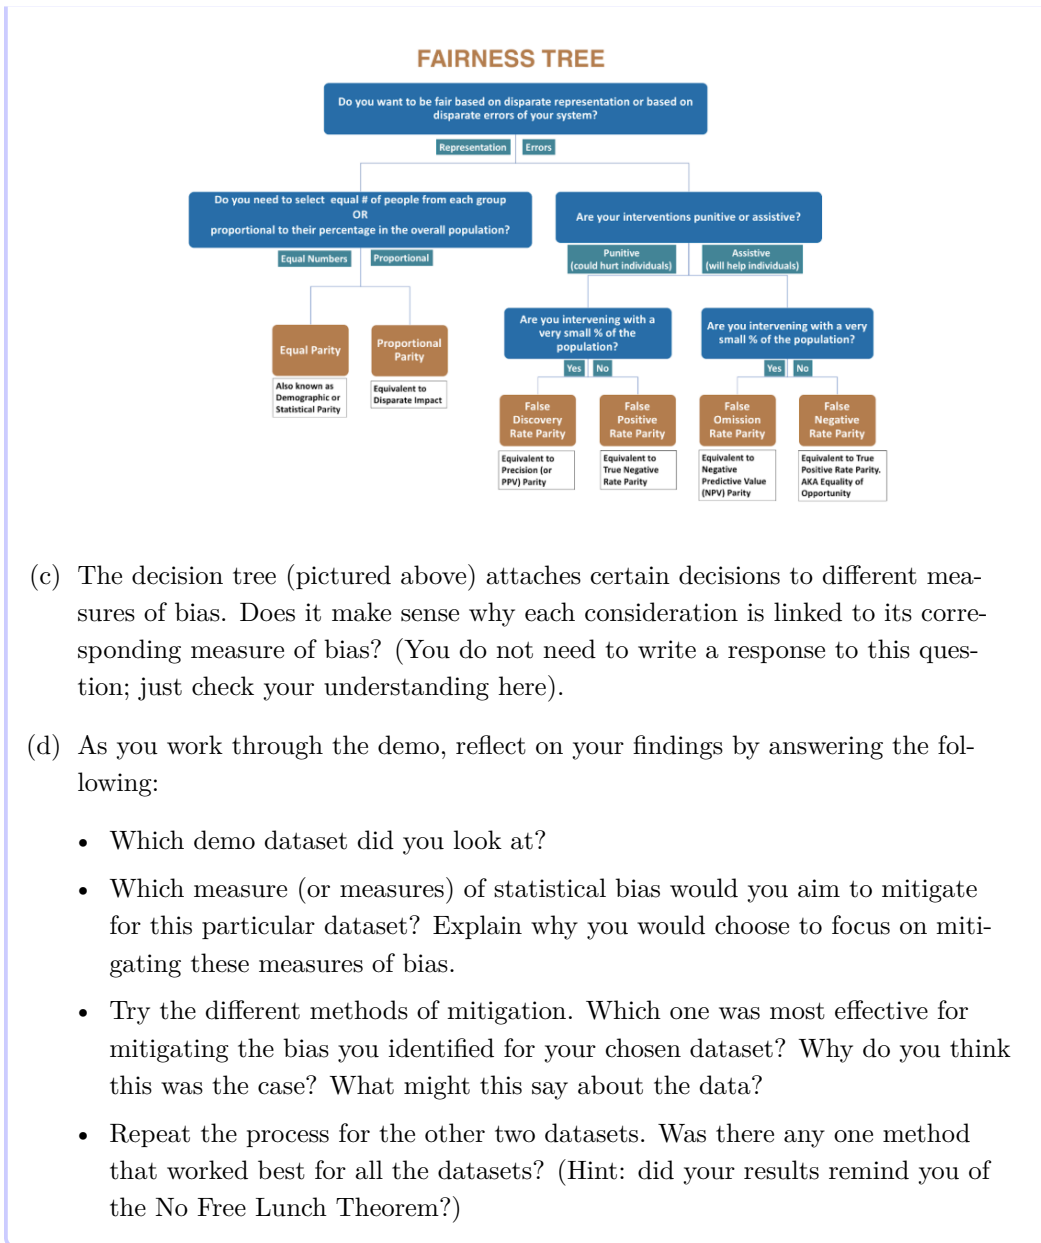 FAIRNESS TREE
Do you want to be fair based on disparate representation or based on
disparate errors of your system?
Representation
Errors
Do you need to select equal # of people from each group
OR
proportional to their percentage in the overall population?
Are your interventions punitive or assistive?
Equal Numbers
Proportional
Punitive
(could hurt individuals)
Assistive
(will help individuals)
Equal Parity
Proportional
Parity
Also known as
Demographic or
Statistical Parity
Equivalent to
Disparate Impact
Are you intervening with a
very small % of the
population?
Are you intervening with a very
small % of the population?
Yes
No
Yes
No
False
Discovery
Rate Parity
False
Positive
Rate Parity
False
Omission
Rate Parity
False
Negative
Rate Parity
Equivalent to
Precision (or
PPV) Parity
Equivalent to
True Negative
Rate Parity
Equivalent to
Negative
Predictive Value
(NPV) Parity
Equivalent to True
Positive Rate Parity.
AKA Equality of
Opportunity
(c) The decision tree (pictured above) attaches certain decisions to different mea-
sures of bias. Does it make sense why each consideration is linked to its corre-
sponding measure of bias? (You do not need to write a response to this ques-
tion; just check your understanding here).
(d) As you work through the demo, reflect on your findings by answering the fol-
lowing:
• Which demo dataset did you look at?
• Which measure (or measures) of statistical bias would you aim to mitigate
for this particular dataset? Explain why you would choose to focus on miti-
gating these measures of bias.
• Try the different methods of mitigation. Which one was most effective for
mitigating the bias you identified for your chosen dataset? Why do you think
this was the case? What might this say about the data?
• Repeat the process for the other two datasets. Was there any one method
that worked best for all the datasets? (Hint: did your results remind you of
the No Free Lunch Theorem?)